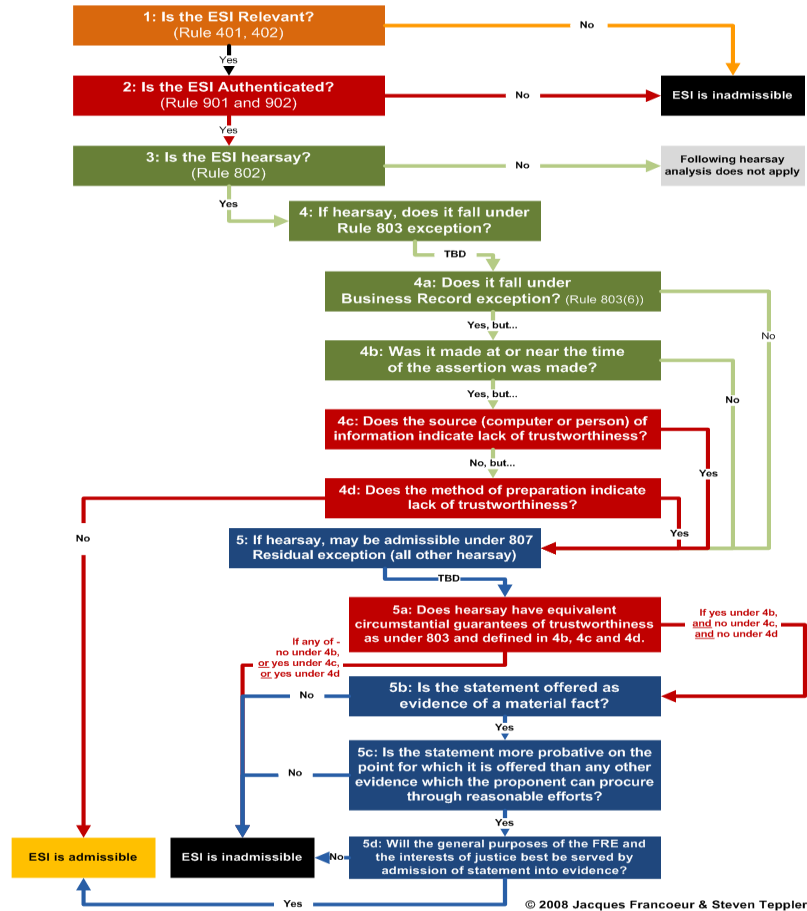 1: Is the ESI Relevant?
(Rule 401, 402)
No
Yes
2: Is the ESI Authenticated?
(Rule 901 and 902)
No
ESI is inadmissible
Yes
3: Is the ESI hearsay?
(Rule 802)
No
Following hearsay
analysis does not apply
Yes
4: If hearsay, does it fall under
Rule 803 exception?
TBD
4a: Does it fall under
Business Record exception? (Rule 803(6))
No
Yes, but...
4b: Was it made at or near the time
of the assertion was made?
No
Yes, but...
4c: Does the source (computer or person) of
information indicate lack of trustworthiness?
Yes
No, but...
4d: Does the method of preparation indicate
lack of trustworthiness?
No
Yes
5: If hearsay, may be admissible under 807
Residual exception (all other hearsay)
TBD
5a: Does hearsay have equivalent
circumstantial guarantees of trustworthiness
as under 803 and defined in 4b, 4c and 4d.
If yes under 4b,
and no under 4c,
and no under 4d
If any of -
no under 4b,
or yes under 4c,
or yes under 4d
5b: Is the statement offered as
evidence of a material fact?
No
Yes
5c: Is the statement more probative on the
point for which it is offered than any other
evidence which the proponent can procure
through reasonable efforts?
No
Yes
5d: Will the general purposes of the FRE and
the interests of justice best be served by
admission of statement into evidence?
No
ESI is inadmissible
ESI is admissible
Yes
© 2008 Jacques Francoeur & Steven Teppler